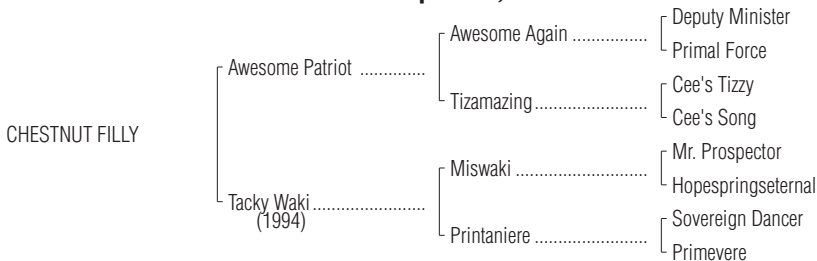 Deputy Minister
Awesome Again ...............
Primal Force
Awesome Patriot ..............
Cee's Tizzy
Tizamazing.......................
Cee's Song
CHESTNUT FILLY
Mr. Prospector
Miswaki ..........................
Hopespringseternal
Tacky Waki.......................
(1994)
Sovereign Dancer
Printaniere .......................
Primevere